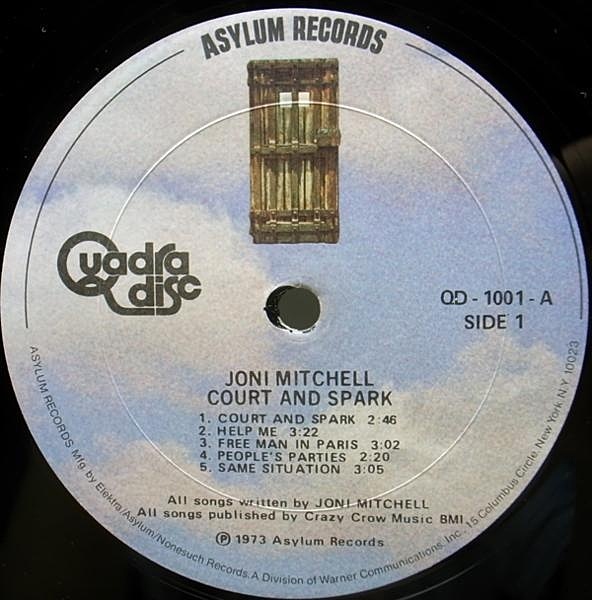 ASYLUM RECORDS
Quadra
disc
QD - 1001 - A
SIDE 1
JONI MITCHELL
COURT AND SPARK
1. COURT AND SPARK 2:46
2. HELP ME 3:22
3. FREE MAN IN PARIS 3:02
4. PEOPLE'S PARTIES 2:20
5. SAME SITUATION 3:05
All songs written by JONI MITCHELL
All songs published by Crazy Crow Music BMI
Ⓟ 1973 Asylum Records
ASYLUM RECORDS Mfg. by Elektra/Asylum/Nonesuch Records, A Division of Warner Communications, Inc., 15 Columbus Circle, New York N.Y. 10023